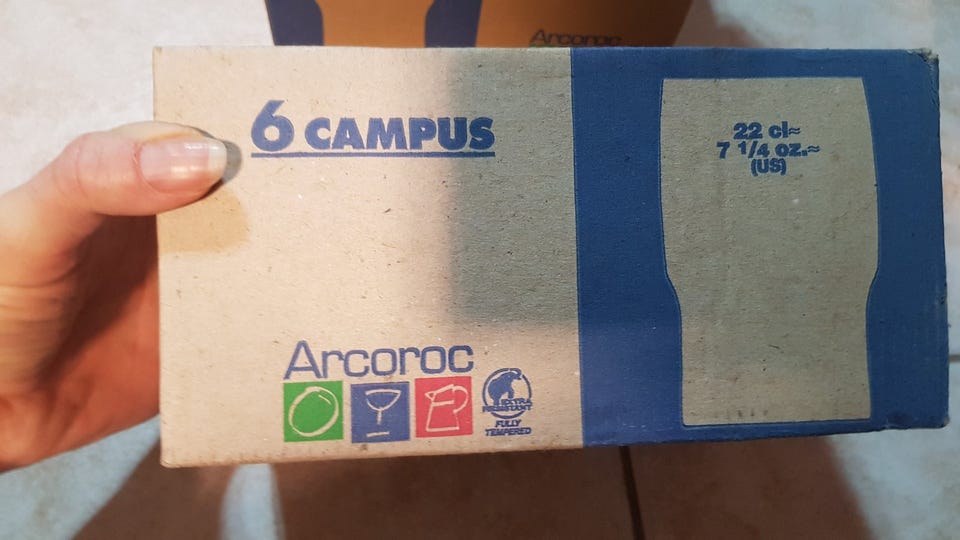 Arcoroc
6 CAMPUS
22 cl≈
7 1/4 oz.≈
(US)
Arcoroc
EXTRA
RESISTANT
FULLY
TEMPERED